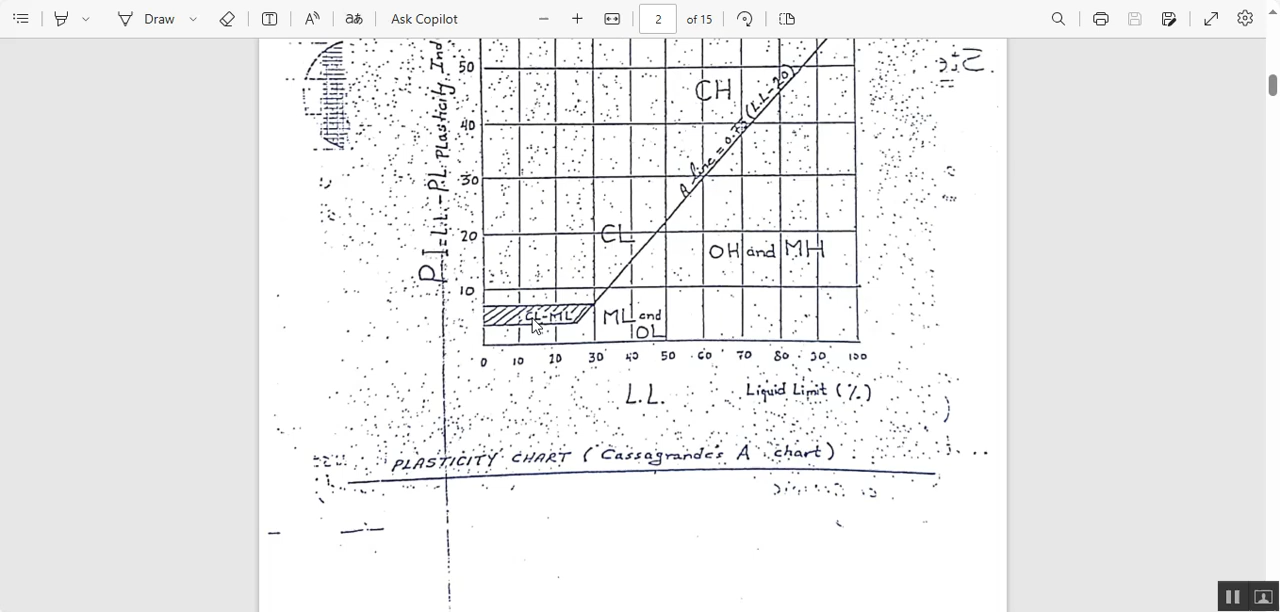 Draw
Ask Copilot
2 of 15
PI = L.L. - PL Plasticity Ind
50
40
30
20
10
CH
A line = 0.73 (L.L-20)
CL
OH and MH
CL-ML
ML and
OL
0 10 20 30 40 50 60 70 80 90 100
L.L. Liquid Limit (%)
PLASTICITY CHART (Cassagrande's A chart)